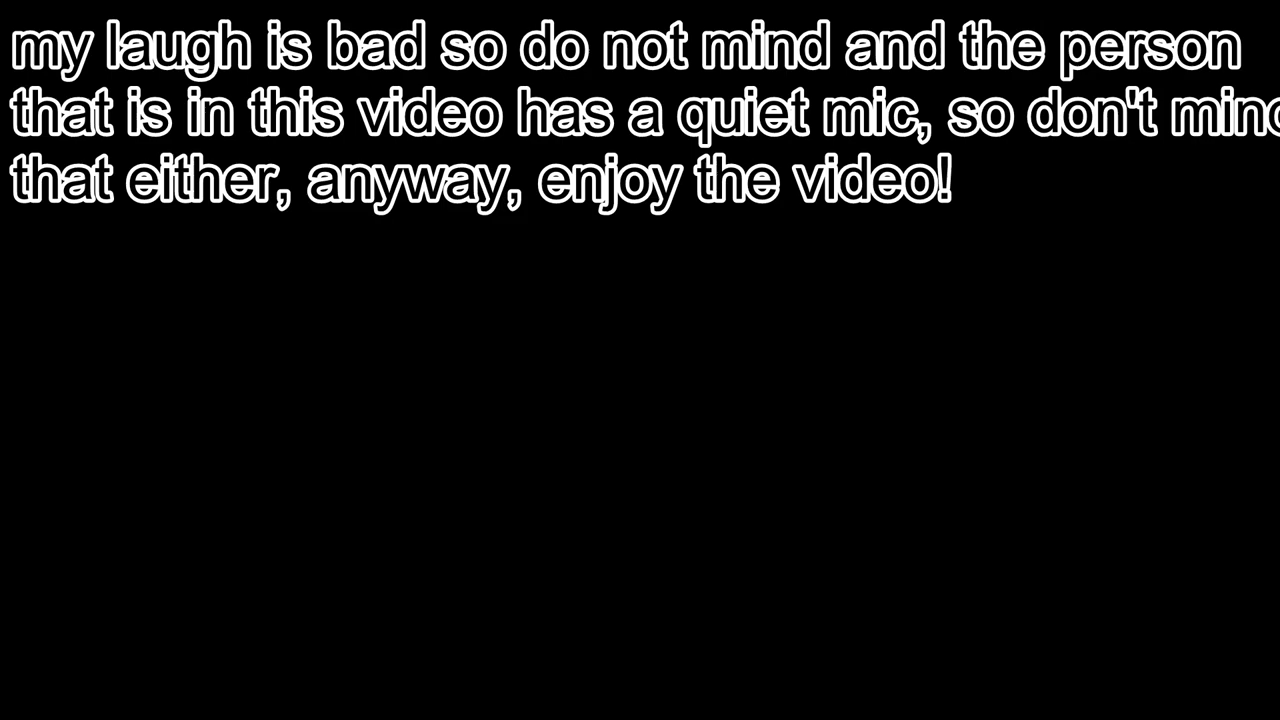 my laugh is bad so do not mind and the person
that is in this video has a quiet mic, so don't mind
that either, anyway, enjoy the video!